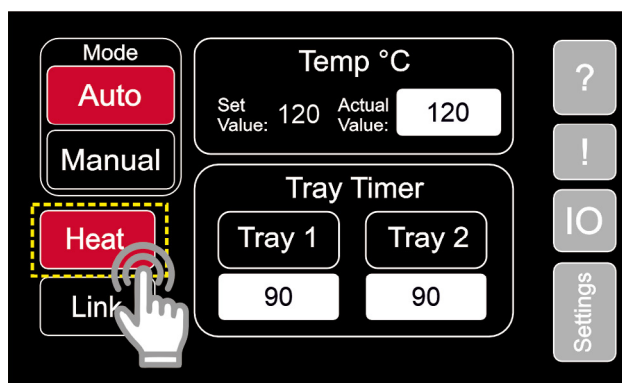 Mode
Auto
Manual
Heat
Link
Temp °C
Set Value: 120 Actual Value: 120
Tray Timer
Tray 1 Tray 2
90 90
?
!
IO
Settings